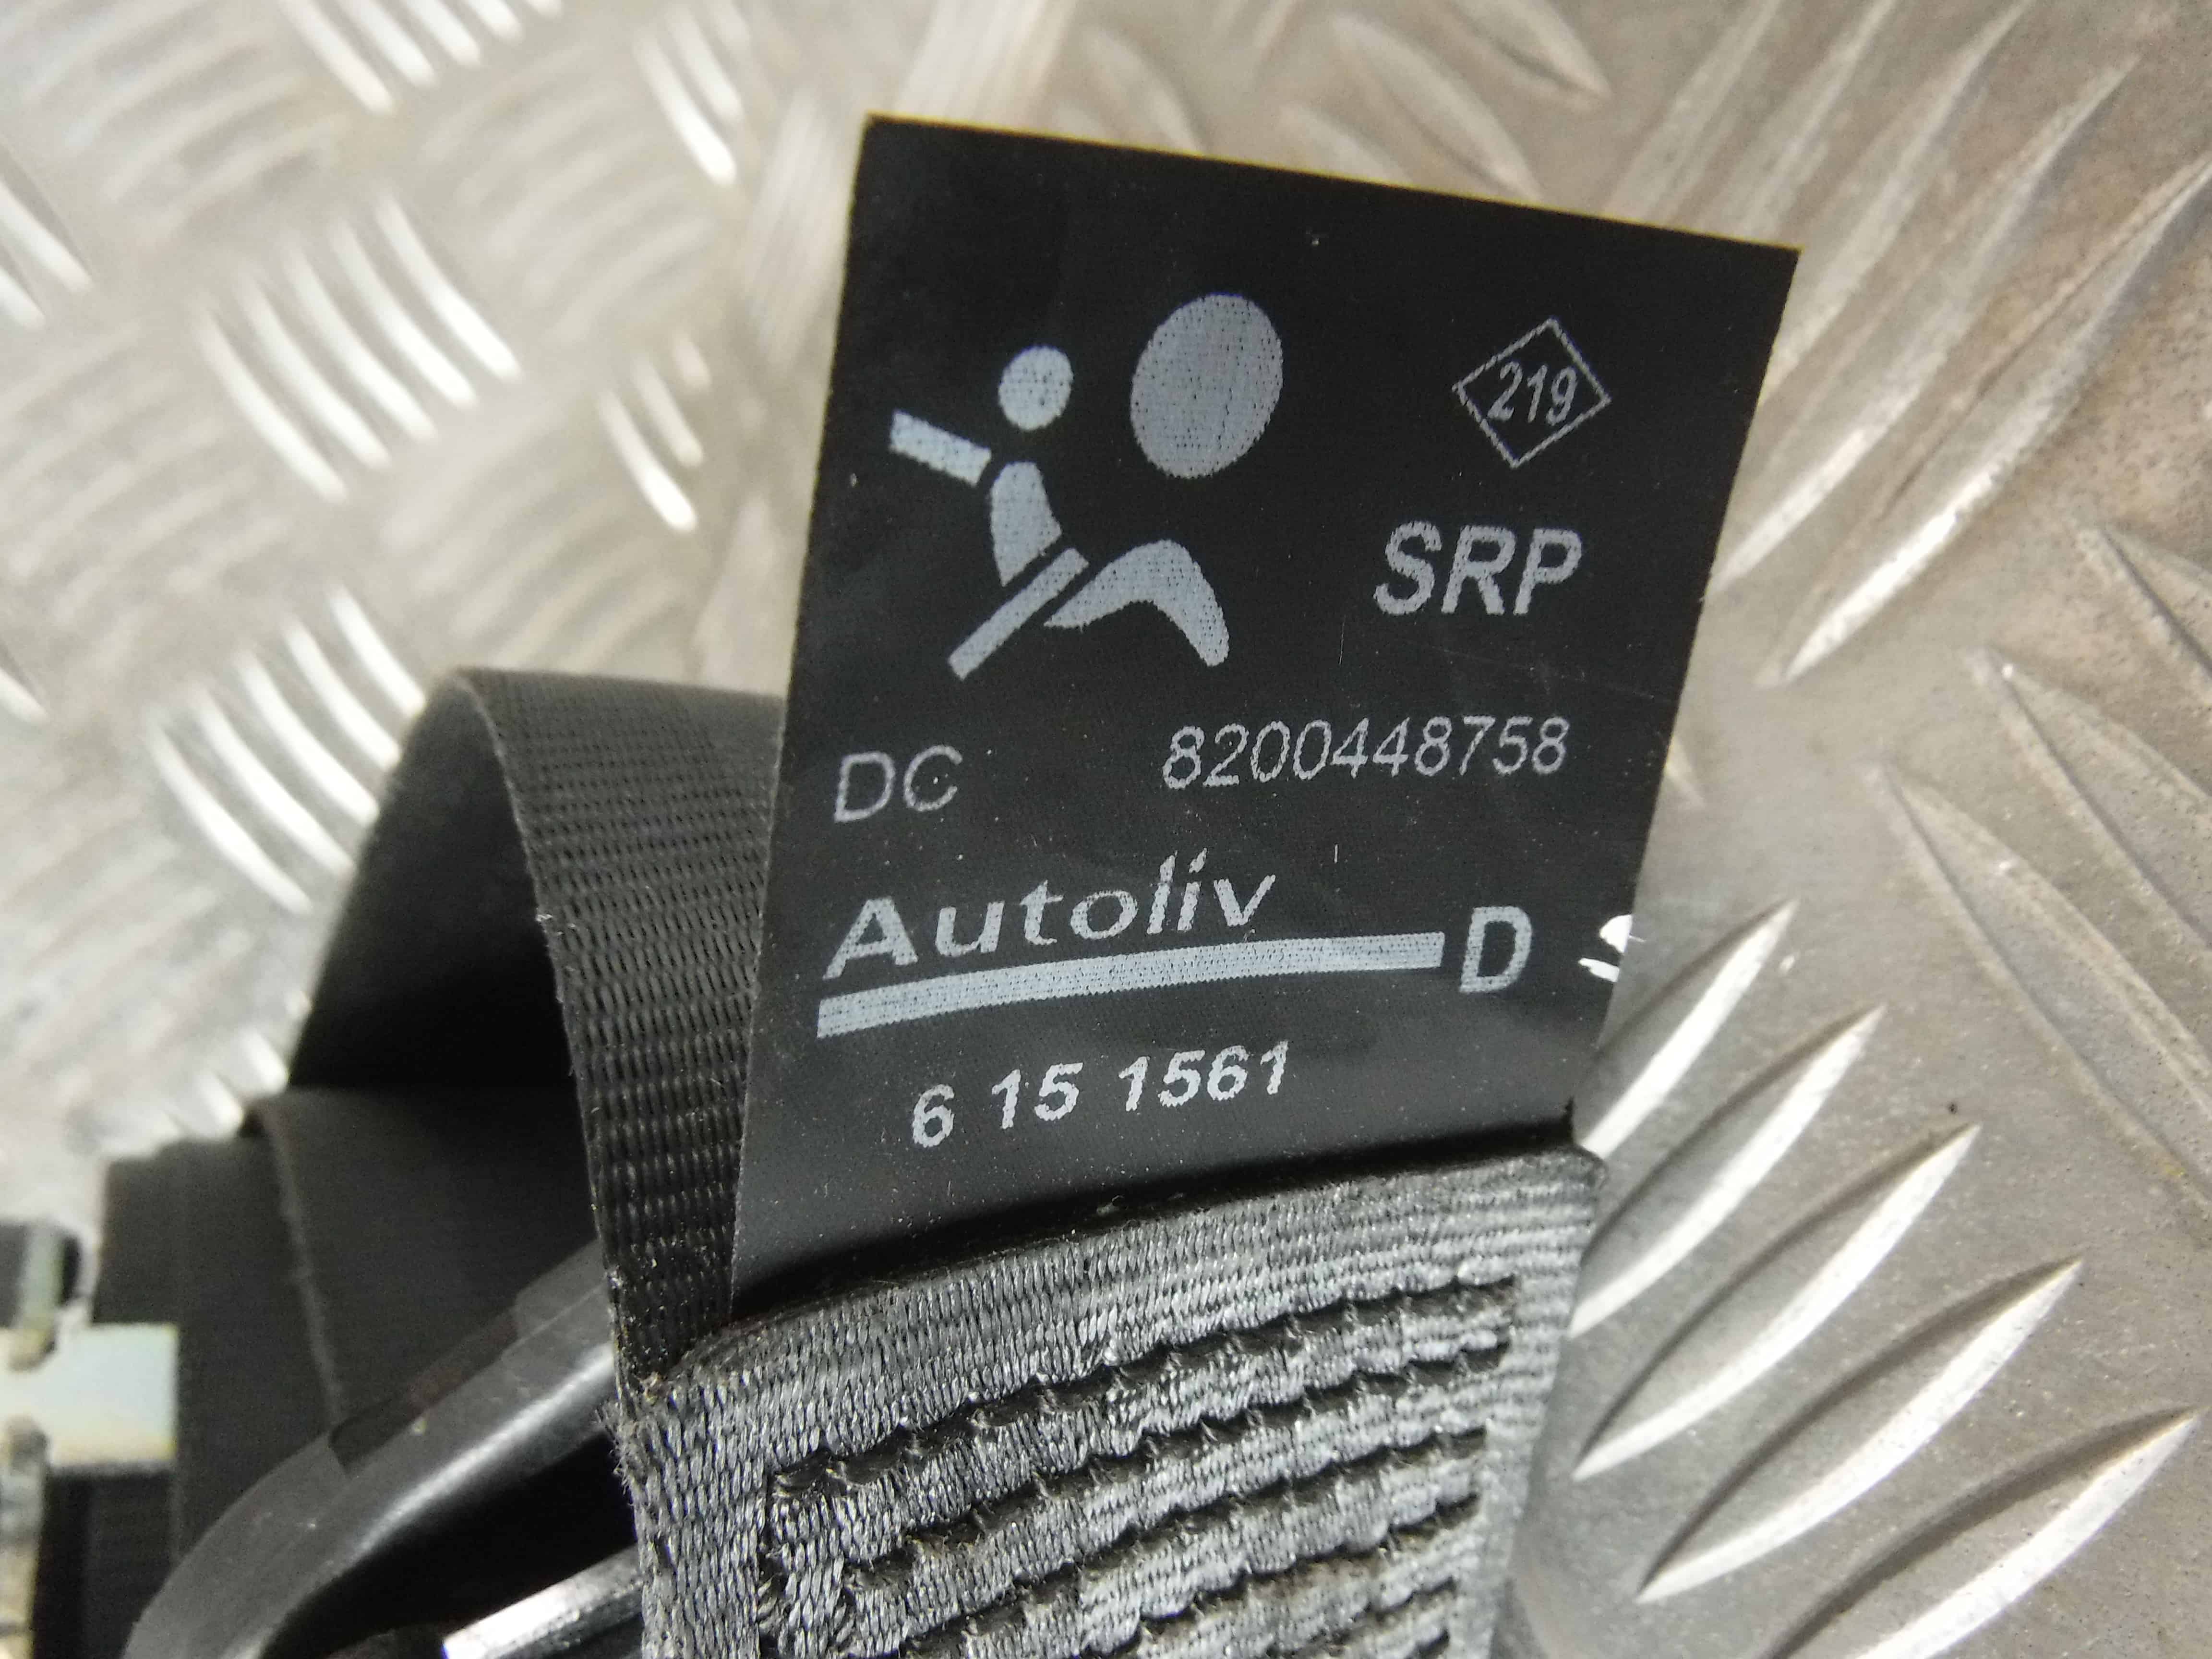 219
SRP
DC 8200448758
Autoliv D S
6 15 1561